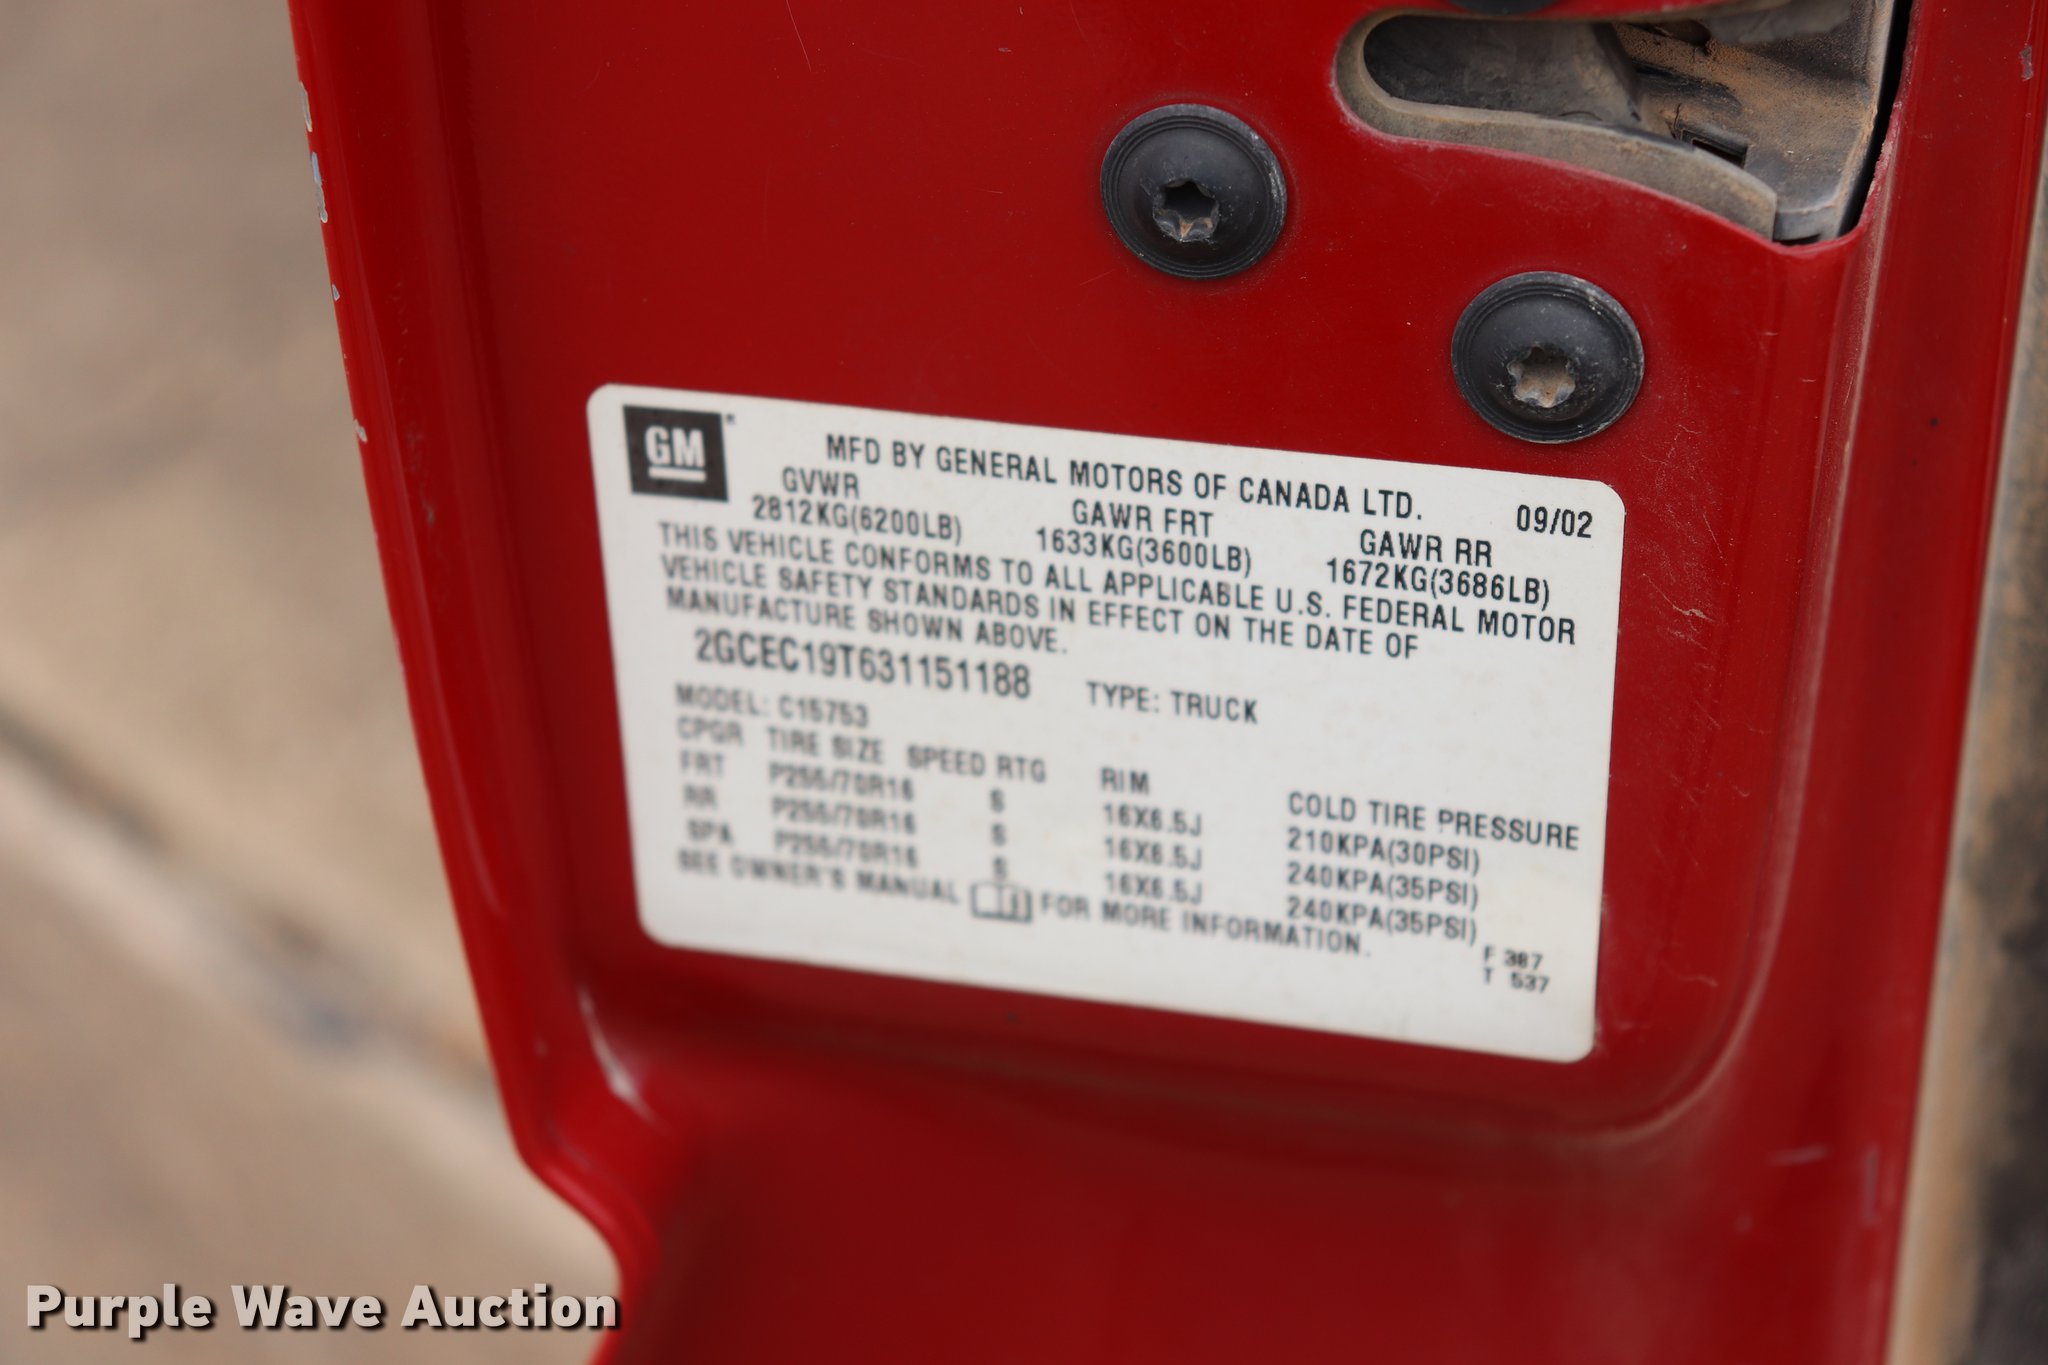 GM
MFD BY GENERAL MOTORS OF CANADA LTD. 09/02
GVWR GAWR FRT GAWR RR
2812KG(6200LB) 1633KG(3600LB) 1672KG(3686LB)
THIS VEHICLE CONFORMS TO ALL APPLICABLE U.S. FEDERAL MOTOR
VEHICLE SAFETY STANDARDS IN EFFECT ON THE DATE OF
MANUFACTURE SHOWN ABOVE.
2GCEC19T631151188 TYPE: TRUCK
MODEL: C15753
CPGR TIRE SIZE SPEED RTG RIM COLD TIRE PRESSURE
FRT P255/70R16 S 16X6.5J 210KPA(30PSI)
RR P255/70R16 S 16X6.5J 240KPA(35PSI)
SPA P255/70R16 S 16X6.5J 240KPA(35PSI)
SEE OWNER'S MANUAL FOR MORE INFORMATION.
F 387
T 537
Purple Wave Auction